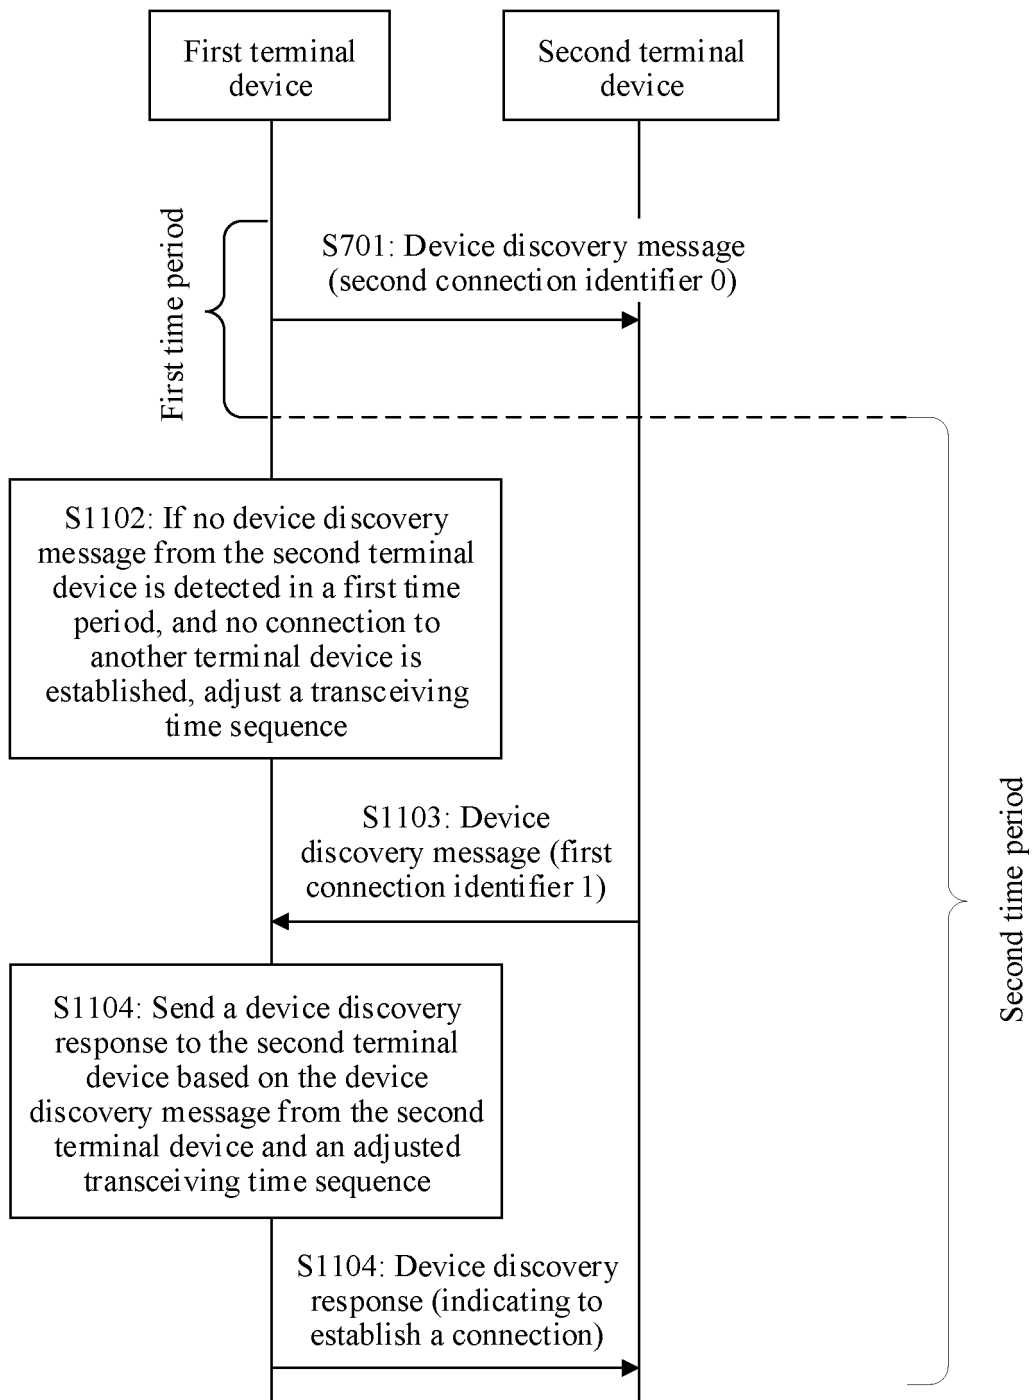 First terminal
device
Second terminal
device
First time period
S701: Device discovery message
(second connection identifier 0)
S1102: If no device discovery
message from the second terminal
device is detected in a first time
period, and no connection to
another terminal device is
established, adjust a transceiving
time sequence
S1103: Device
discovery message (first
connection identifier 1)
Second time period
S1104: Send a device discovery
response to the second terminal
device based on the device
discovery message from the second
terminal device and an adjusted
transceiving time sequence
S1104: Device discovery
response (indicating to
establish a connection)